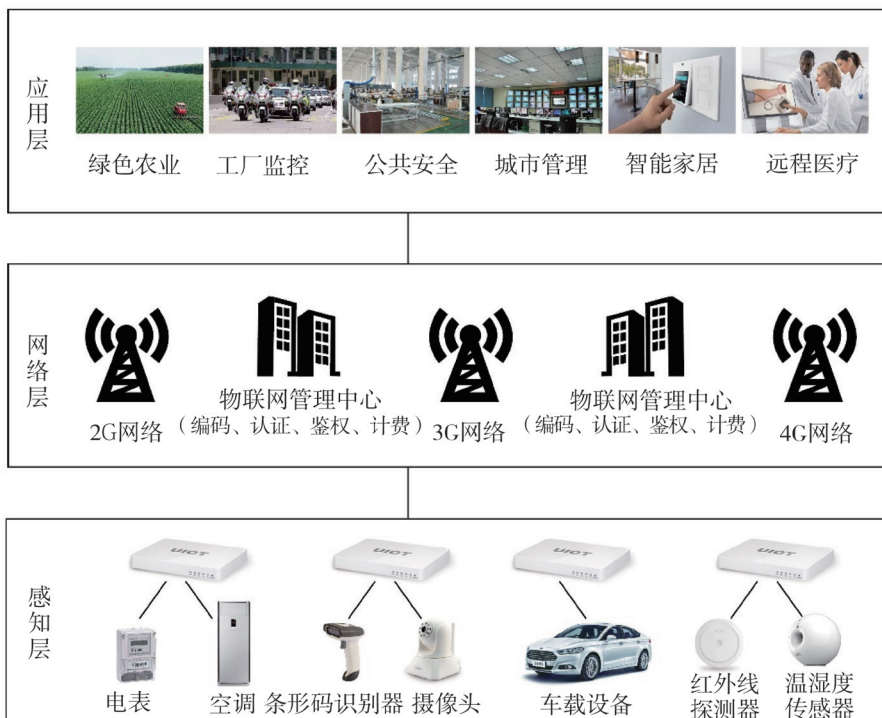 应用层
绿色农业 工厂监控 公共安全 城市管理 智能家居 远程医疗
网络层
2G网络
物联网管理中心
（编码、认证、鉴权、计费）
3G网络
物联网管理中心
（编码、认证、鉴权、计费）
4G网络
感知层
UIOT UIOT UIOT UIOT
电表 空调 条形码识别器 摄像头 车载设备
红外线
探测器
温湿度
传感器